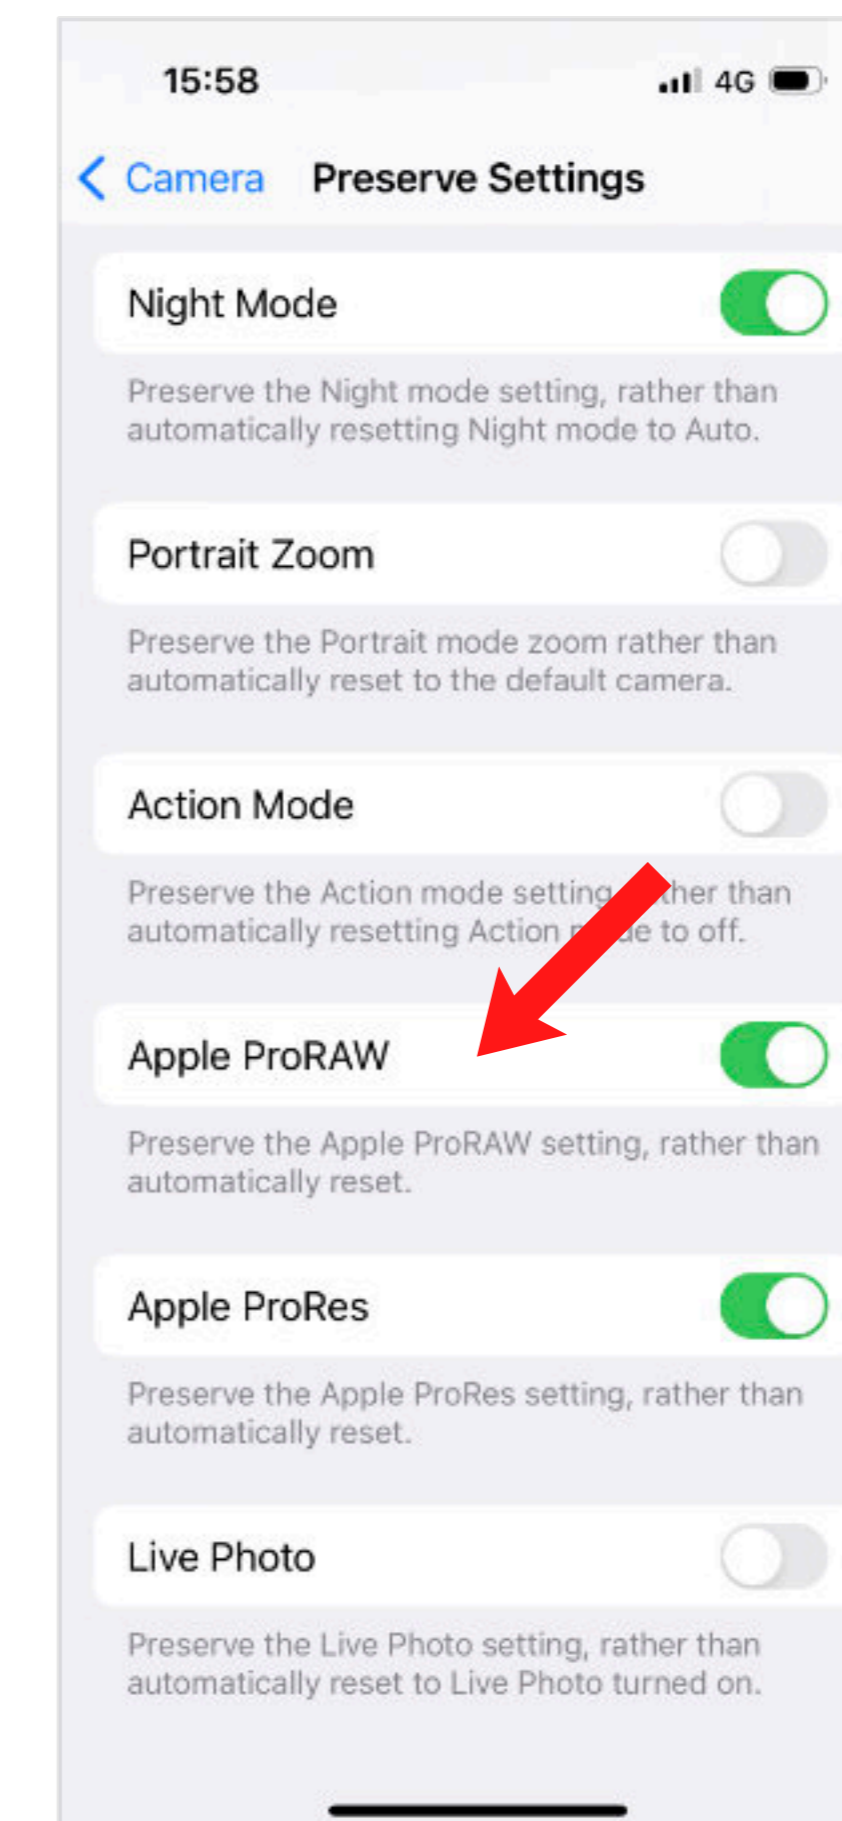 15:58 4G
Camera Preserve Settings
Night Mode
Preserve the Night mode setting, rather than
automatically resetting Night mode to Auto.
Portrait Zoom
Preserve the Portrait mode zoom rather than
automatically reset to the default camera.
Action Mode
Preserve the Action mode setting, than
automatically resetting Action to off.
Apple ProRAW
Preserve the Apple ProRAW setting, rather than
automatically reset.
Apple ProRes
Preserve the Apple ProRes setting, rather than
automatically reset.
Live Photo
Preserve the Live Photo setting, rather than
automatically reset to Live Photo turned on.